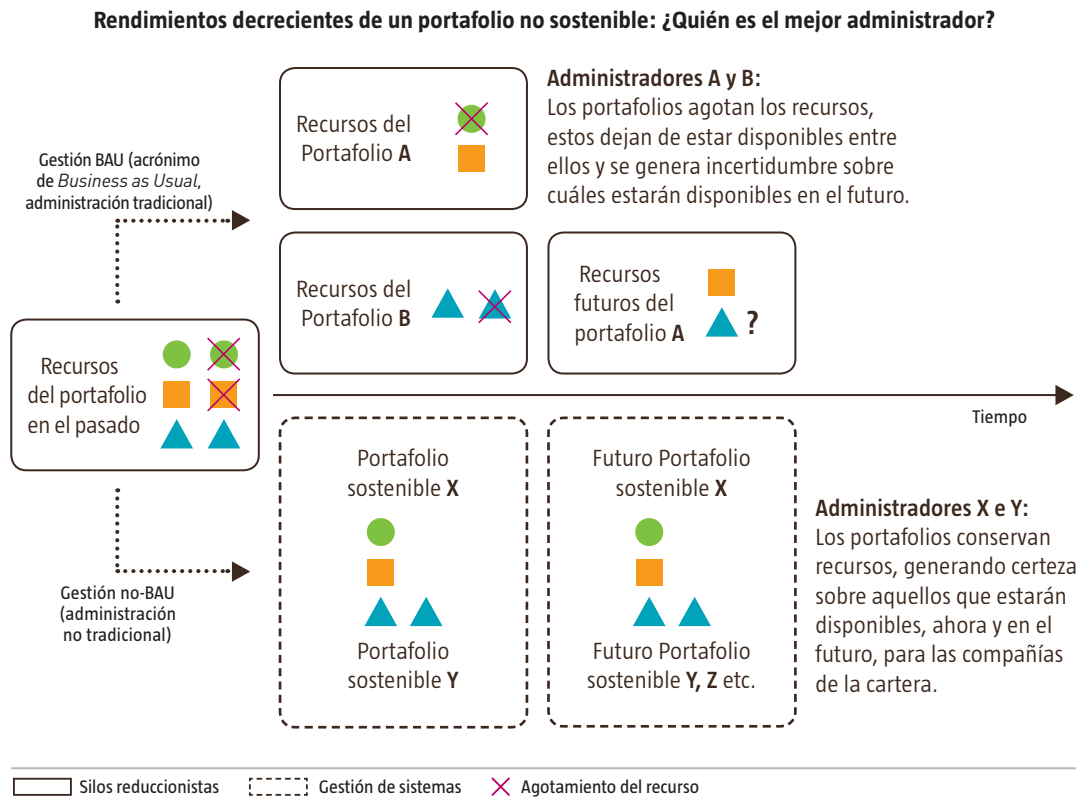 Rendimientos decrecientes de un portafolio no sostenible: ¿Quién es el mejor administrador?
Gestión BAU (acrónimo
de Business as Usual,
administración tradicional)
Recursos del
Portafolio A
Administradores A y B:
Los portafolios agotan los recursos,
estos dejan de estar disponibles entre
ellos y se genera incertidumbre sobre
cuáles estarán disponibles en el futuro.
Recursos del
Portafolio B
Recursos
futuros del
portafolio A
?
Recursos
del portafolio
en el pasado
Tiempo
Gestión no-BAU
(administración
no tradicional)
Portafolio
sostenible X
Portafolio
sostenible Y
Futuro Portafolio
sostenible X
Futuro Portafolio
sostenible Y, Z etc.
Administradores X e Y:
Los portafolios conservan
recursos, generando certeza
sobre aquellos que estarán
disponibles, ahora y en el
futuro, para las compañías
de la cartera.
Silos reduccionistas
Gestión de sistemas
Agotamiento del recurso